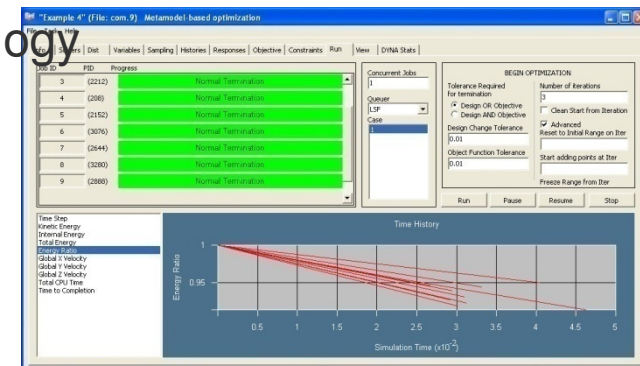 "Example 4" (File: com.9) Metamodel-based optimization
File Task Help
ogy
Info Solvers Dist Variables Sampling Histories Responses Objective Constraints Run View DYNA Stats
Job ID PID Progress
3 (2212) Normal Termination
4 (208) Normal Termination
5 (2152) Normal Termination
6 (3076) Normal Termination
7 (2644) Normal Termination
8 (3280) Normal Termination
9 (2888) Normal Termination
Concurrent Jobs
1
Queuer
LSF
Case
1
BEGIN OPTIMIZATION
Tolerance Required
for termination
Design OR Objective
Design AND Objective
Design Change Tolerance
0.01
Object Function Tolerance
0.01
Number of iterations
3
Clean Start from Iteration
Advanced
Reset to Initial Range on Iter
Start adding points at Iter
Freeze Range from Iter
Run Pause Resume Stop
Time Step
Kinetic Energy
Internal Energy
Total Energy
Energy Ratio
Global X Velocity
Global Y Velocity
Global Z Velocity
Total CPU Time
Time to Completion
Time History
Energy Ratio
1
0.95
0.5 1 1.5 2 2.5 3 3.5 4 4.5 5
Simulation Time (x10-2)